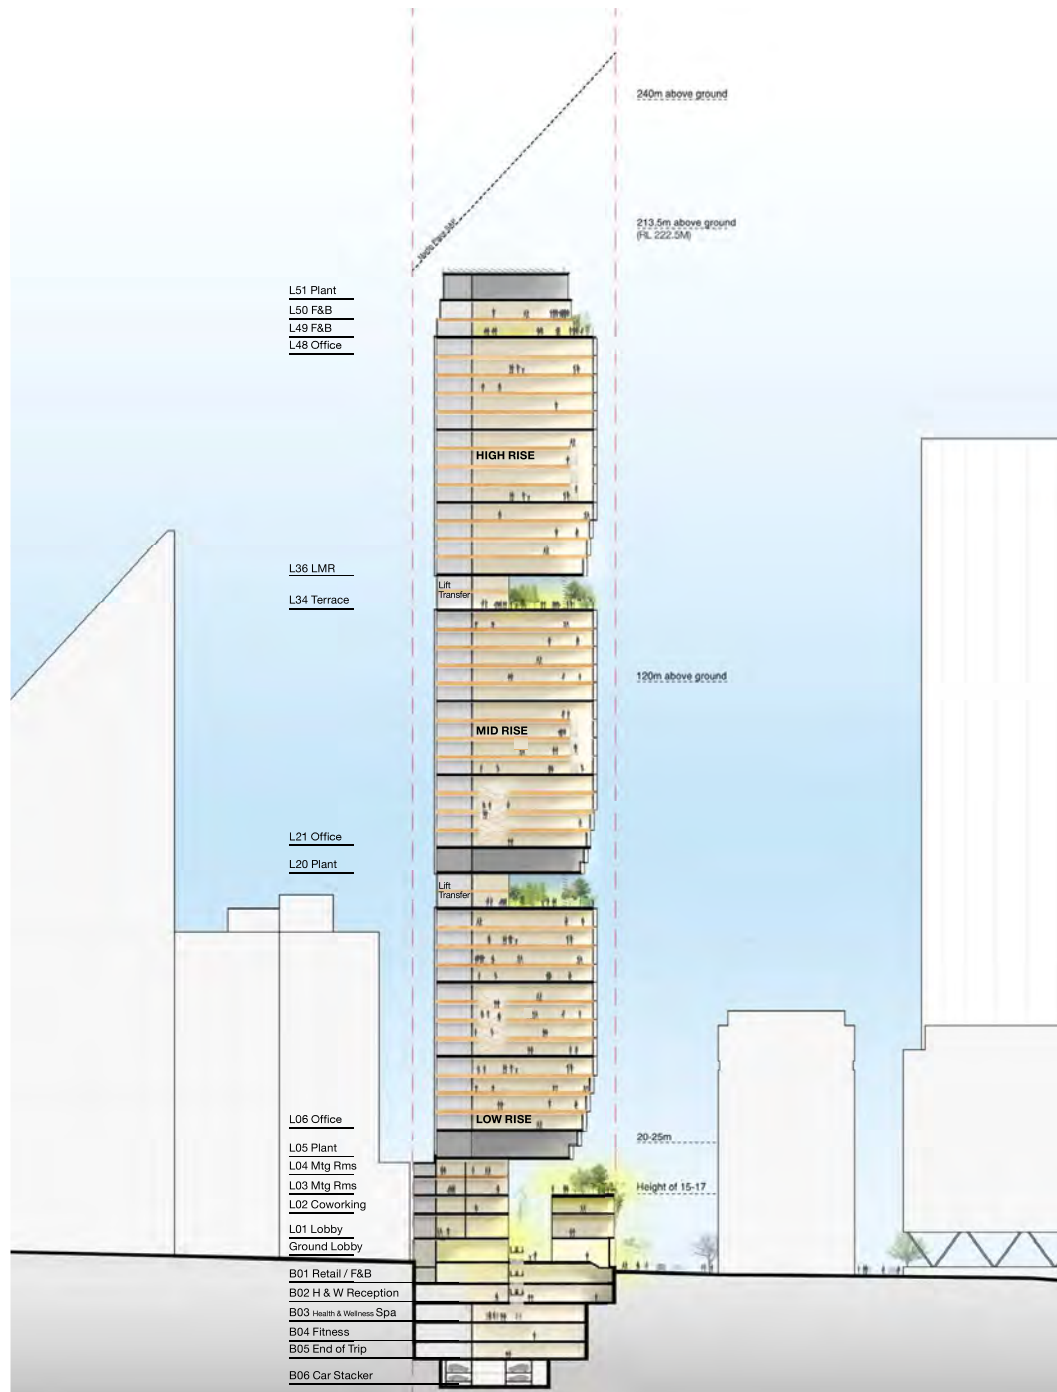 240m above ground
213.5m above ground
(RL 222.5M)
L51 Plant
L50 F&B
L49 F&B
L48 Office
HIGH RISE
L36 LMR
Lift
Transfer
L34 Terrace
120m above ground
MID RISE
L21 Office
L20 Plant
Lift
Transfer
L06 Office
LOW RISE
20-25m
L05 Plant
L04 Mtg Rms
L03 Mtg Rms
Height of 15-17
L02 Coworking
L01 Lobby
Ground Lobby
B01 Retail / F&B
B02 H & W Reception
B03 Health & Wellness Spa
B04 Fitness
B05 End of Trip
B06 Car Stacker